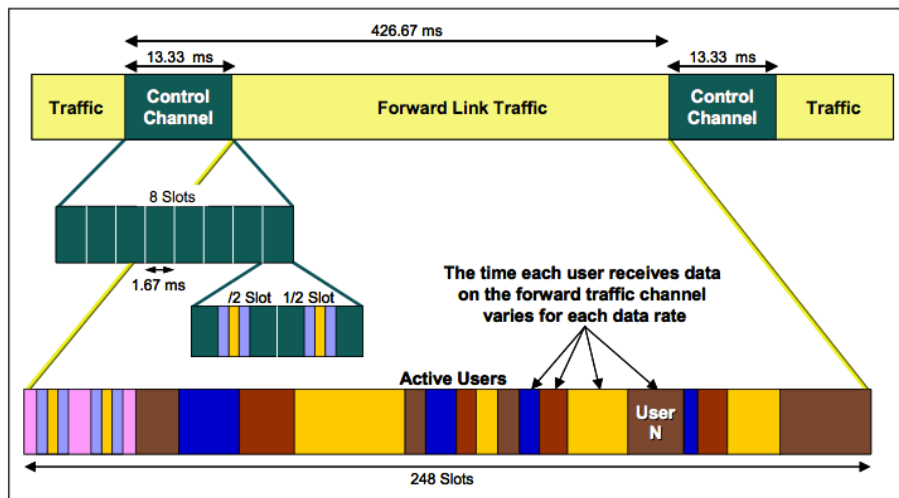 426.67 ms
13.33 ms
13.33 ms
Traffic
Control
Channel
Forward Link Traffic
Control
Channel
Traffic
8 Slots
1.67 ms
/2 Slot 1/2 Slot
The time each user receives data
on the forward traffic channel
varies for each data rate
Active Users
User
N
248 Slots